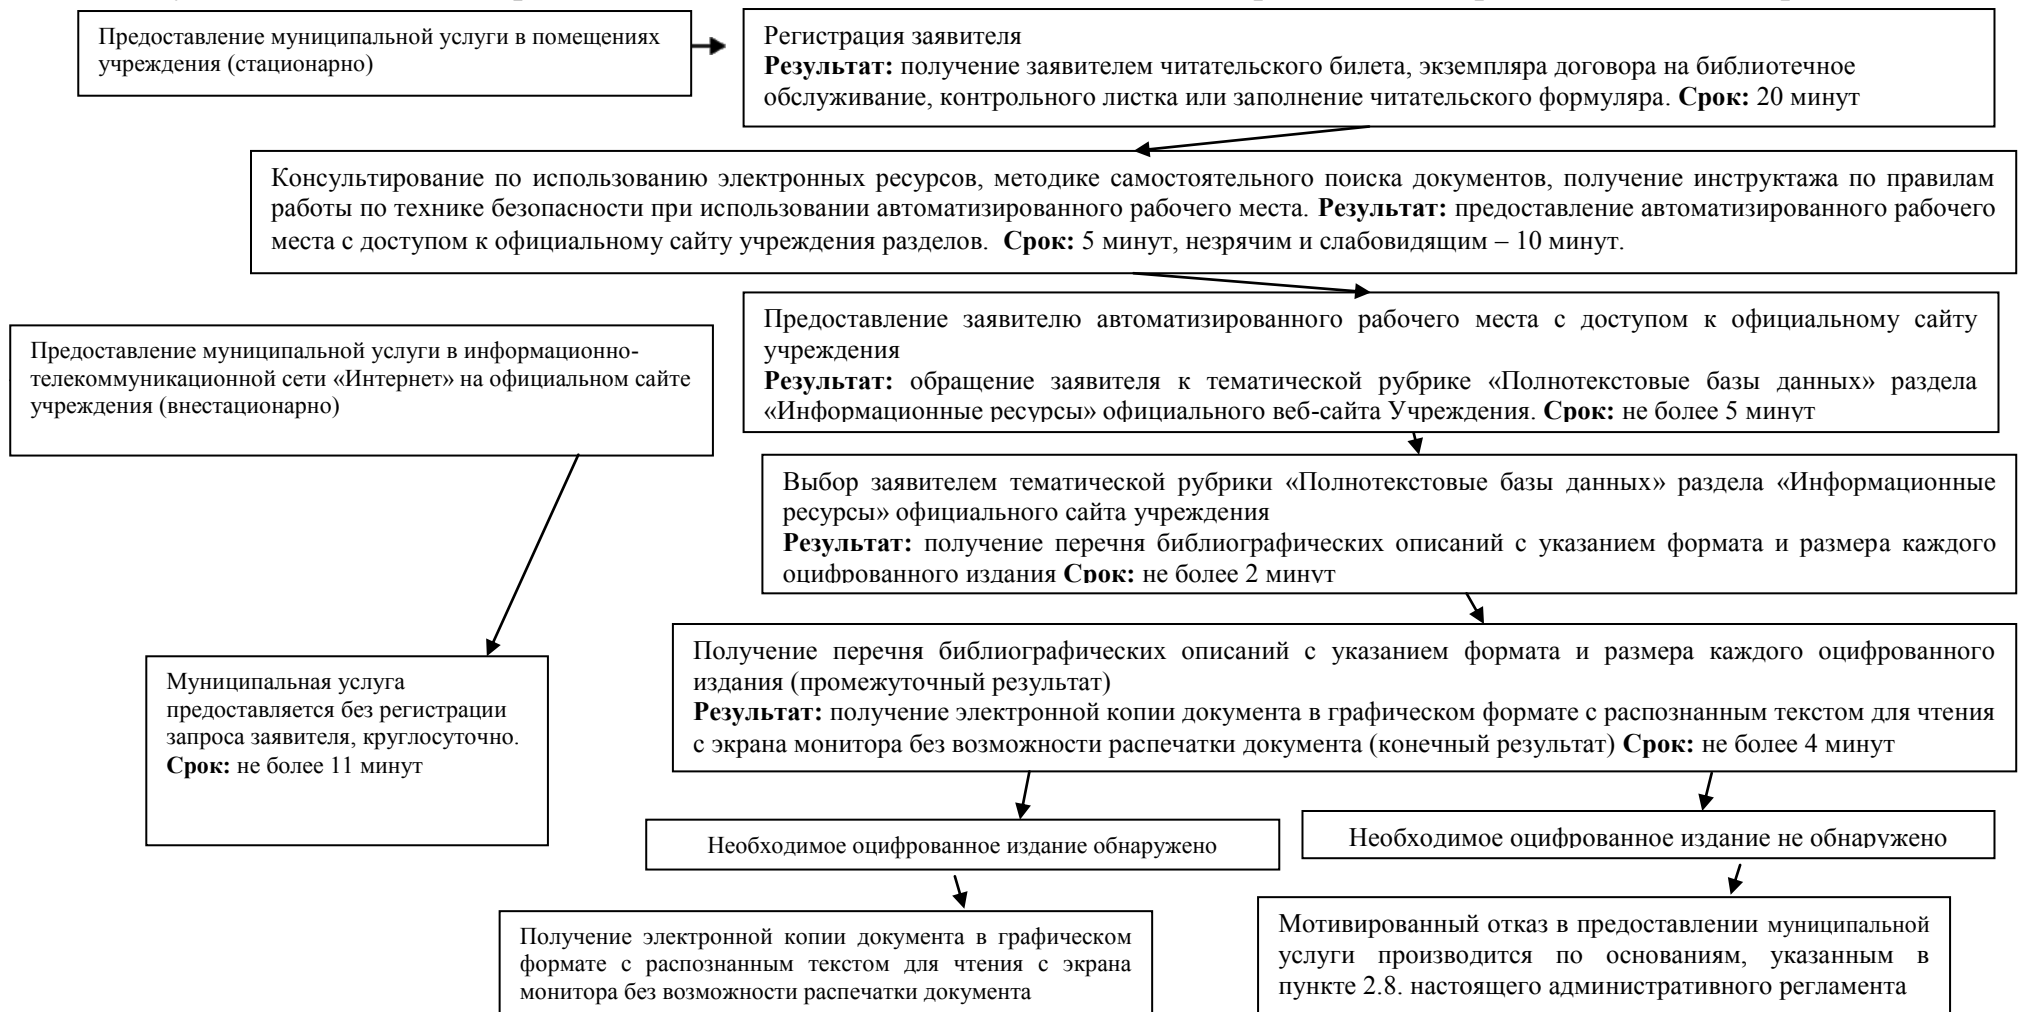 Предоставление муниципальной услуги в помещениях
учреждения (стационарно)
Регистрация заявителя
Результат: получение заявителем читательского билета, экземпляра договора на библиотечное
обслуживание, контрольного листка или заполнение читательского формуляра. Срок: 20 минут
Консультирование по использованию электронных ресурсов, методике самостоятельного поиска документов, получение инструктажа по правилам
работы по технике безопасности при использовании автоматизированного рабочего места. Результат: предоставление автоматизированного рабочего
места с доступом к официальному сайту учреждения разделов. Срок: 5 минут, незрячим и слабовидящим – 10 минут.
Предоставление заявителю автоматизированного рабочего места с доступом к официальному сайту
учреждения
Результат: обращение заявителя к тематической рубрике «Полнотекстовые базы данных» раздела
«Информационные ресурсы» официального веб-сайта Учреждения. Срок: не более 5 минут
Предоставление муниципальной услуги в информационно-
телекоммуникационной сети «Интернет» на официальном сайте
учреждения (внестационарно)
Выбор заявителем тематической рубрики «Полнотекстовые базы данных» раздела «Информационные
ресурсы» официального сайта учреждения
Результат: получение перечня библиографических описаний с указанием формата и размера каждого
оцифрованного издания Срок: не более 2 минут
Получение перечня библиографических описаний с указанием формата и размера каждого оцифрованного
издания (промежуточный результат)
Результат: получение электронной копии документа в графическом формате с распознанным текстом для чтения
с экрана монитора без возможности распечатки документа (конечный результат) Срок: не более 4 минут
Муниципальная услуга
предоставляется без регистрации
запроса заявителя, круглосуточно.
Срок: не более 11 минут
Необходимое оцифрованное издание обнаружено
Необходимое оцифрованное издание не обнаружено
Получение электронной копии документа в графическом
формате с распознанным текстом для чтения с экрана
монитора без возможности распечатки документа
Мотивированный отказ в предоставлении муниципальной
услуги производится по основаниям, указанным в
пункте 2.8. настоящего административного регламента